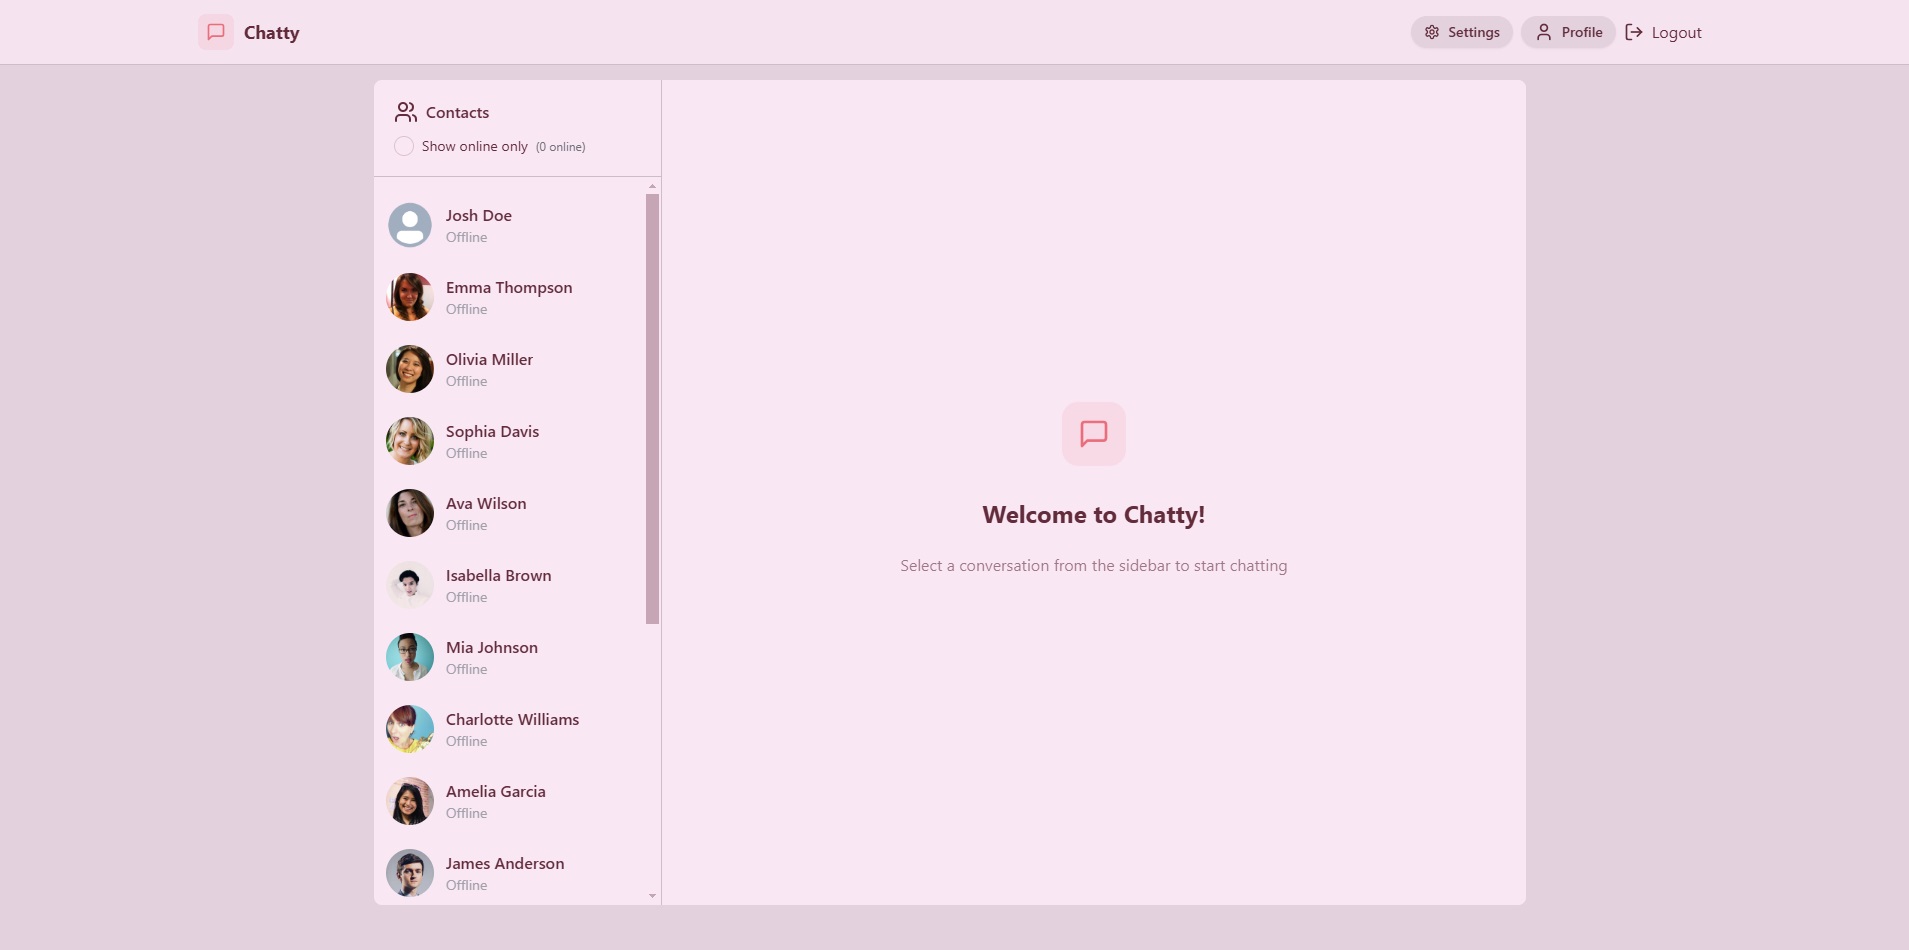 Chatty
Settings
Profile
Logout
Contacts
Show online only (0 online)
Josh Doe
Offline
Emma Thompson
Offline
Olivia Miller
Offline
Sophia Davis
Offline
Ava Wilson
Offline
Isabella Brown
Offline
Mia Johnson
Offline
Charlotte Williams
Offline
Amelia Garcia
Offline
James Anderson
Offline
Welcome to Chatty!
Select a conversation from the sidebar to start chatting